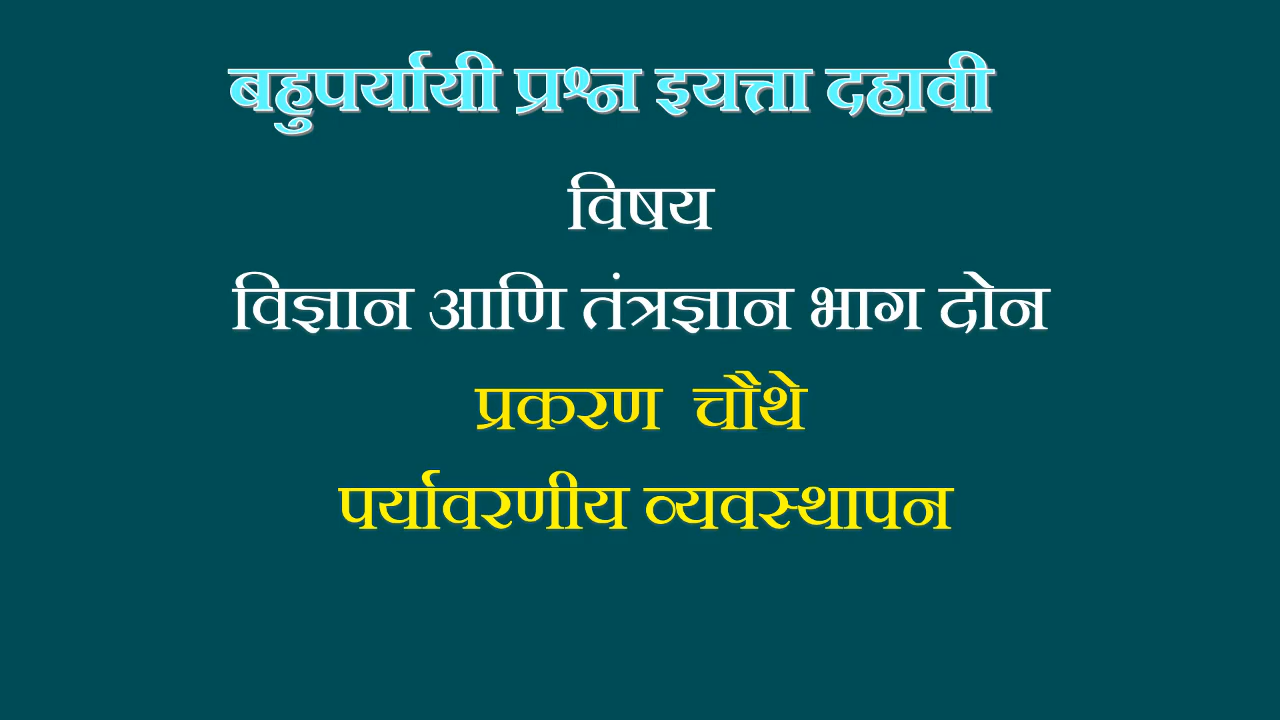 बहुपर्यायी प्रश्न इयत्ता दहावी
विषय
विज्ञान आणि तंत्रज्ञान भाग दोन
प्रकरण चौथे
पर्यावरणीय व्यवस्थापन